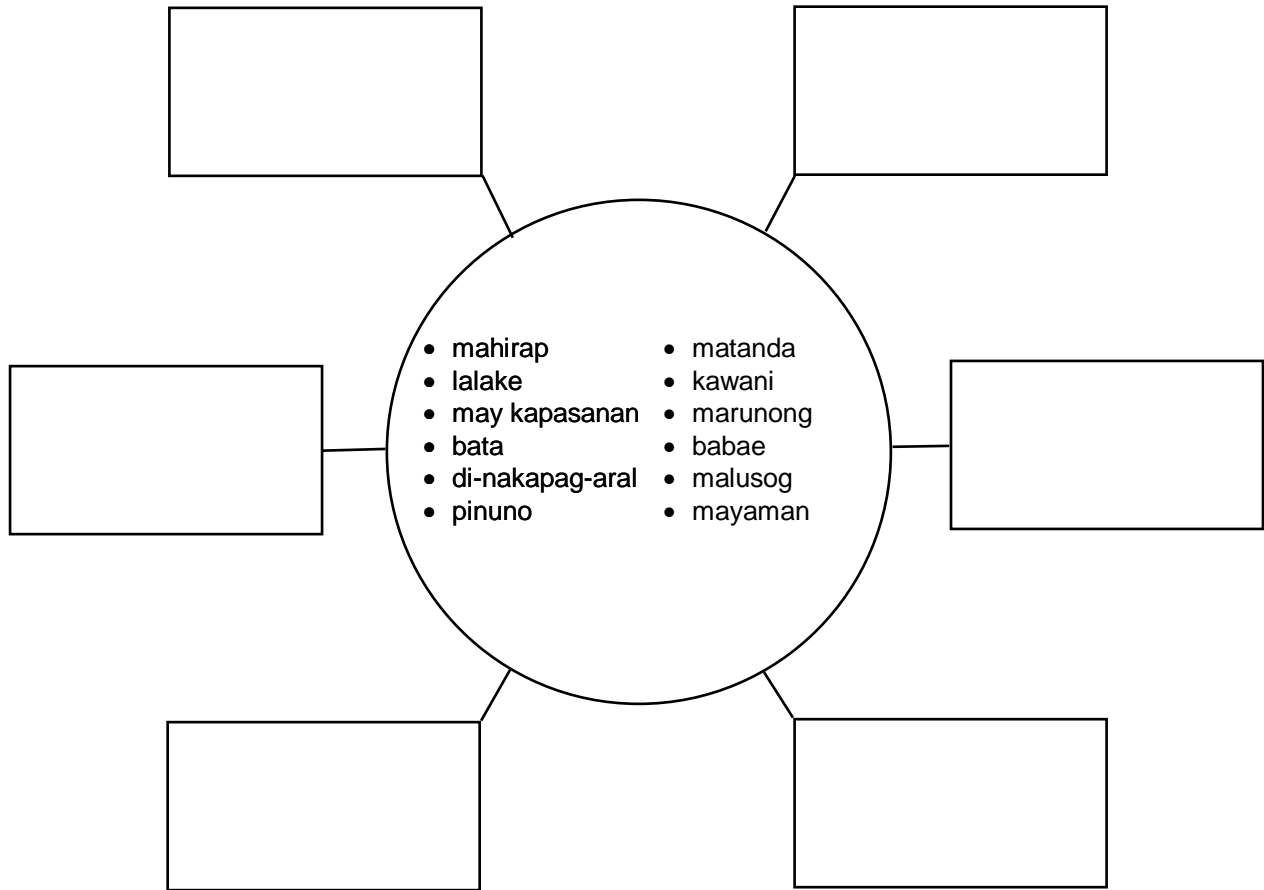 • mahirap
• lalake
• may kapasanan
• bata
• di-nakapag-aral
• pinuno
• matanda
• kawani
• marunong
• babae
• malusog
• mayaman